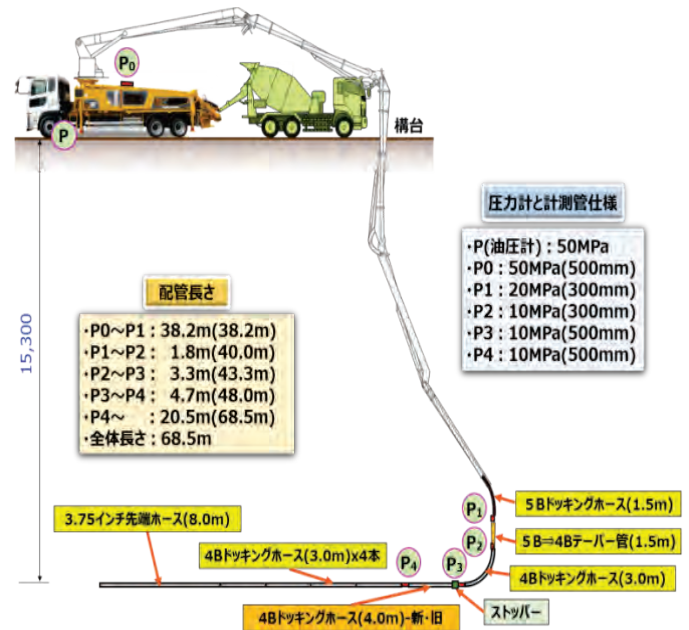 P0
P
構台
圧力計と計測管仕様
・P(油圧計)：50MPa
・P0：50MPa(500mm)
・P1：20MPa(300mm)
・P2：10MPa(300mm)
・P3：10MPa(500mm)
・P4：10MPa(500mm)
配管長さ
・P0～P1：38.2m(38.2m)
・P1～P2：1.8m(40.0m)
・P2～P3：3.3m(43.3m)
・P3～P4：4.7m(48.0m)
・P4～　：20.5m(68.5m)
・全体長さ：68.5m
15,300
P1
5Bドッキングホース(1.5m)
P2
5B⇒4Bテーパー管(1.5m)
3.75インチ先端ホース(8.0m)
4Bドッキングホース(3.0m)x4本
P4
P3
4Bドッキングホース(3.0m)
4Bドッキングホース(4.0m)-新・旧
ストッパー